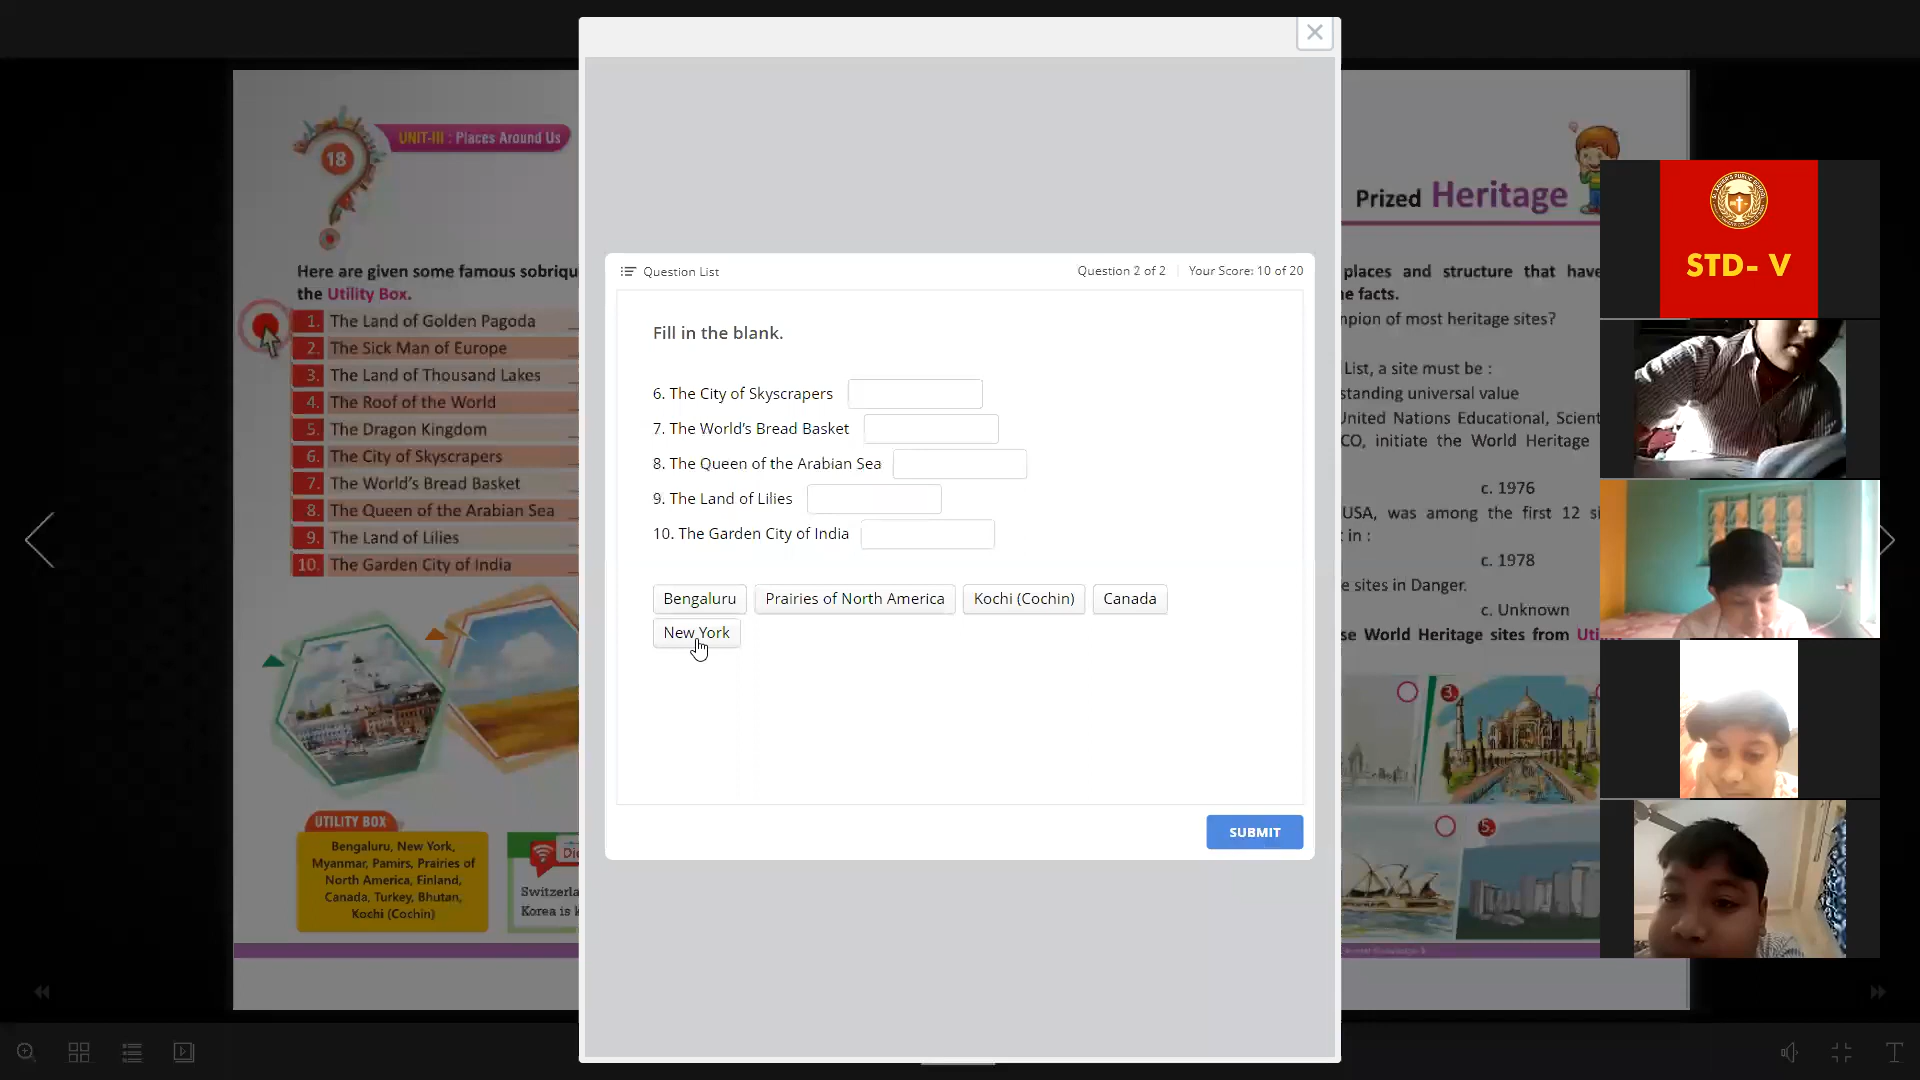 Question List
Question 2 of 2
Your Score: 10 of 20
Fill in the blank.
6. The City of Skyscrapers
7. The World's Bread Basket
8. The Queen of the Arabian Sea
9. The Land of Lilies
10. The Garden City of India
Bengaluru
Prairies of North America
Kochi (Cochin)
Canada
New York
SUBMIT
18
UNIT-III : Places Around Us
Here are given some famous sobriqu
the Utility Box.
1. The Land of Golden Pagoda
2. The Sick Man of Europe
3. The Land of Thousand Lakes
4. The Roof of the World
5. The Dragon Kingdom
6. The City of Skyscrapers
7. The World's Bread Basket
8. The Queen of the Arabian Sea
9. The Land of Lilies
10. The Garden City of India
UTILITY BOX
Bengaluru, New York,
Myanmar, Pamirs, Prairies of
North America, Finland,
Canada, Turkey, Bhutan,
Kochi (Cochin)
Switzerla
Korea is
Prized Heritage
places and structure that have
e facts.
pion of most heritage sites?
List, a site must be :
standing universal value
United Nations Educational, Scient
CO, initiate the World Heritage
c. 1976
USA, was among the first 12 si
in :
c. 1978
e sites in Danger.
c. Unknown
se World Heritage sites from Uti
3.
5.
STD- V